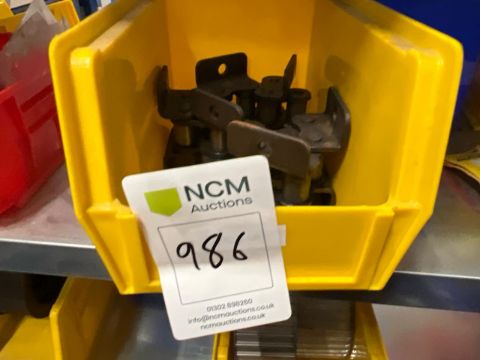 NCM
Auctions
986
01302 898260
info@ncmauctions.co.uk
ncmauctions.co.uk